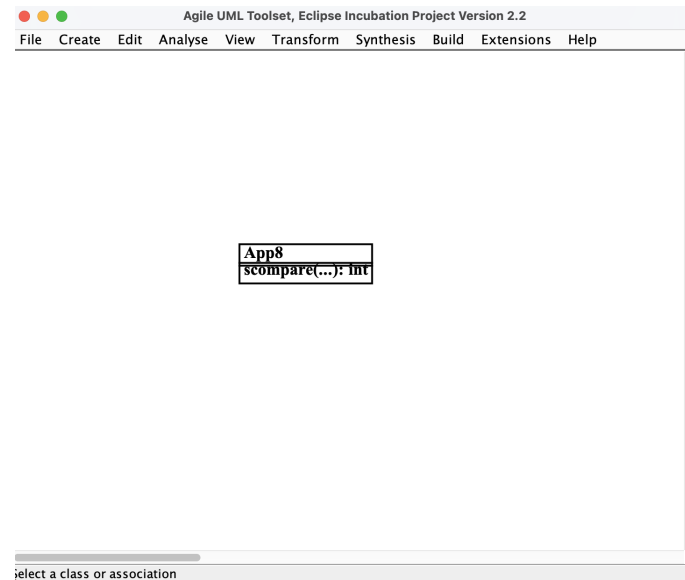 Agile UML Toolset, Eclipse Incubation Project Version 2.2
File Create Edit Analyse View Transform Synthesis Build Extensions Help
App8
scompare(...): int
Select a class or association